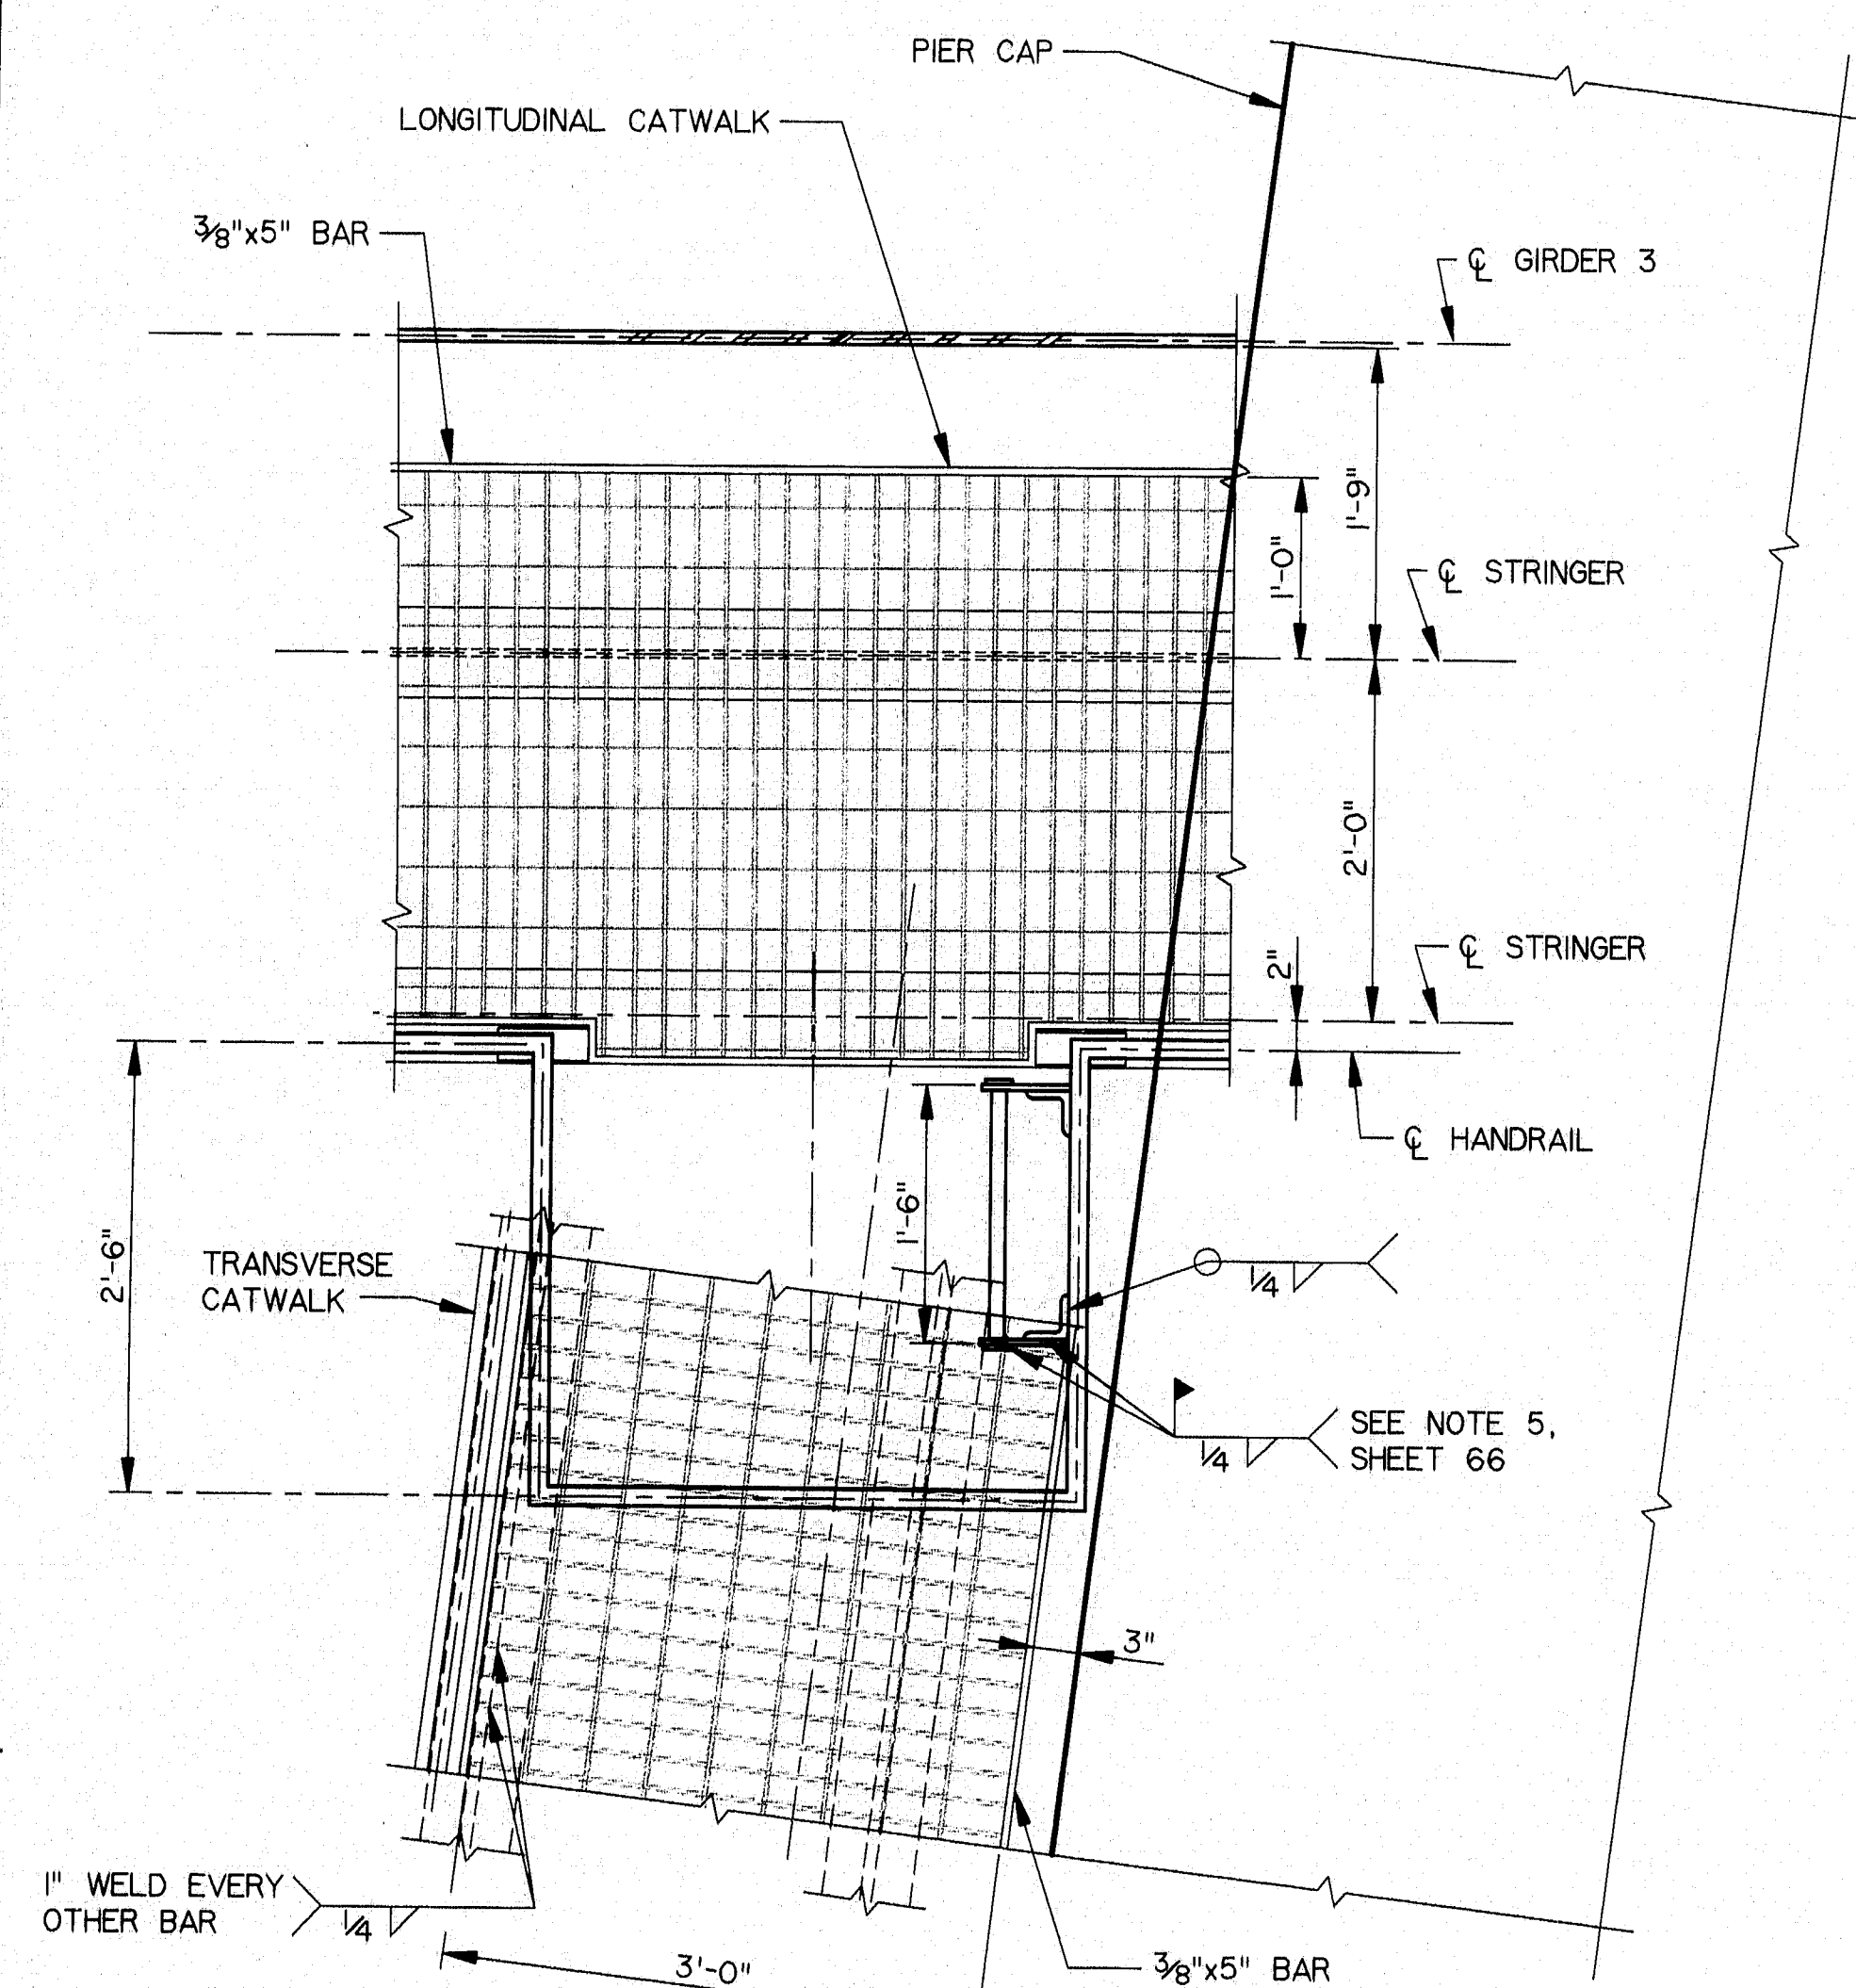 PIER CAP
LONGITUDINAL CATWALK
3/8"x5" BAR
℄ GIRDER 3
1'-9"
1'-0"
℄ STRINGER
2'-0"
℄ STRINGER
2"
℄ HANDRAIL
1'-6"
2'-6"
TRANSVERSE
CATWALK
1/4
SEE NOTE 5,
SHEET 66
1/4
3"
1" WELD EVERY
OTHER BAR
1/4
3'-0"
3/8"x5" BAR